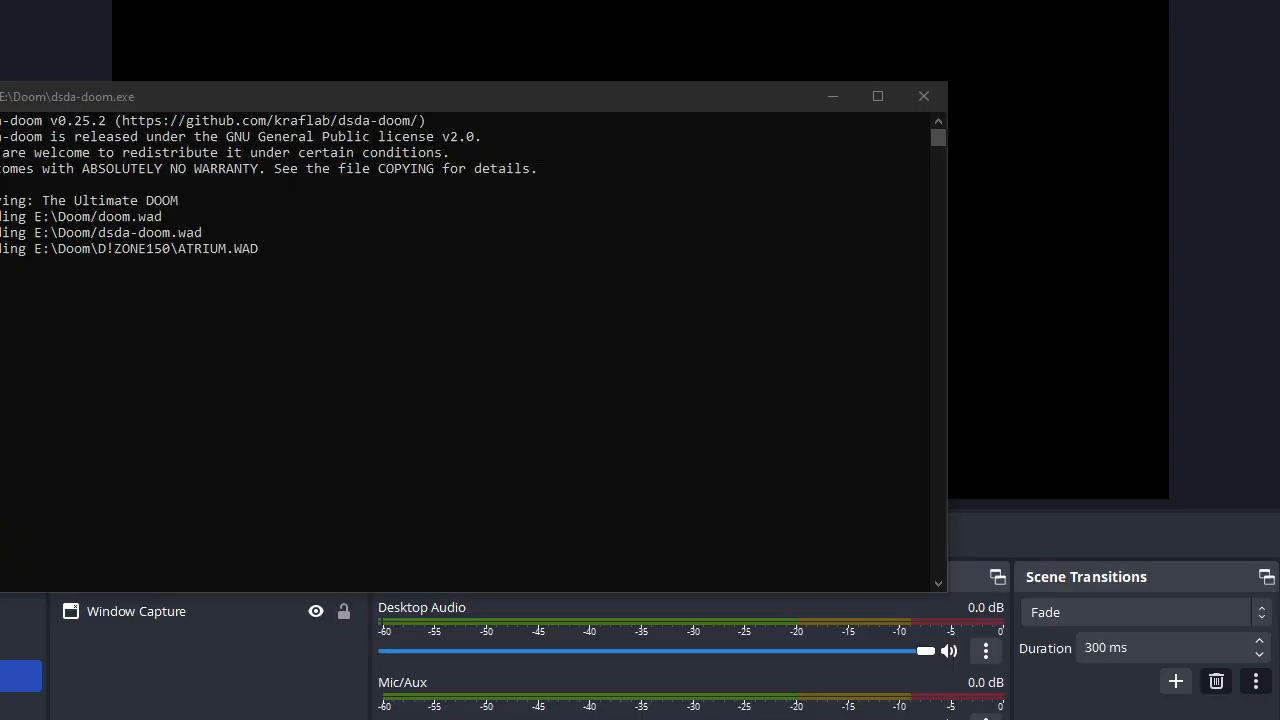 E:\Doom\dsda-doom.exe
a-doom v0.25.2 (https://github.com/kraflab/dsda-doom/)
a-doom is released under the GNU General Public license v2.0.
are welcome to redistribute it under certain conditions.
comes with ABSOLUTELY NO WARRANTY. See the file COPYING for details.
ying: The Ultimate DOOM
ding E:\Doom/doom.wad
ding E:\Doom/dsda-doom.wad
ding E:\Doom\D!ZONE150\ATRIUM.WAD
Scene Transitions
Window Capture
Desktop Audio 0.0 dB
-60 -55 -50 -45 -40 -35 -30 -25 -20 -15 -10 -5 0
Fade
Duration 300 ms
Mic/Aux 0.0 dB
-60 -55 -50 -45 -40 -35 -30 -25 -20 -15 -10 -5 0